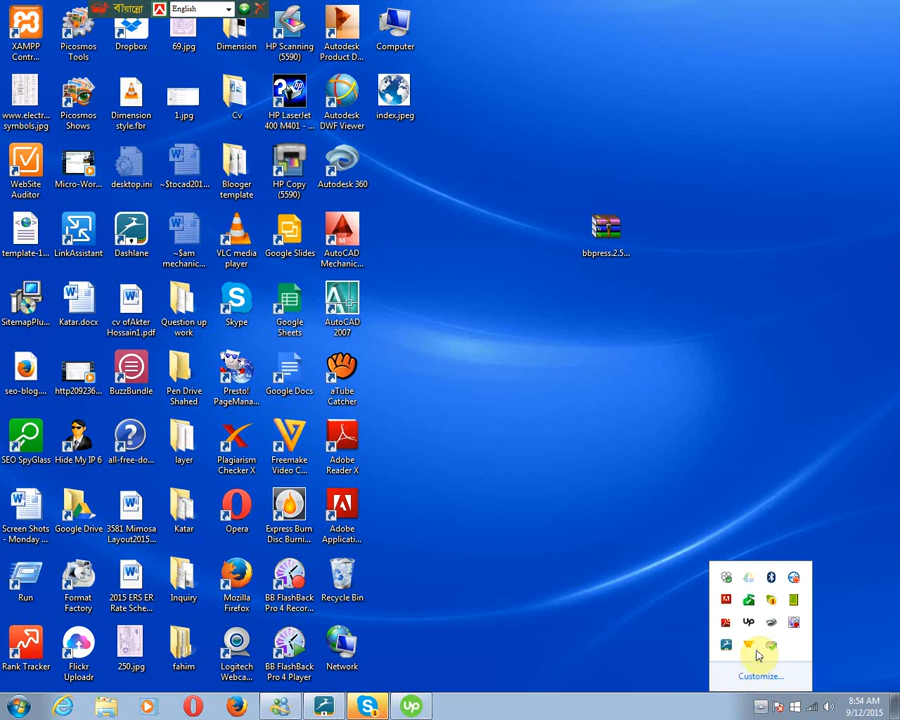 বাঁয়ান্নো
English
XAMPP
Contr...
Picosmos
Tools
Dropbox
69.jpg
Dimension
HP Scanning
(5590)
Autodesk
Product D...
Computer
www.electr...
symbols.jpg
Picosmos
Shows
Dimension
style.fbr
1.jpg
Cv
HP LaserJet
400 M401 - ...
Autodesk
DWF Viewer
index.jpeg
WebSite
Auditor
Micro-Wor...
desktop.ini
~$tocad201...
Blooger
template
HP Copy
(5590)
Autodesk 360
template-1...
LinkAssistant
Dashlane
~$am
mechanic...
VLC media
player
Google Slides
AutoCAD
Mechanic...
bbpress.2.5...
SitemapPlu...
Katar.docx
cv ofAkter
Hossain1.pdf
Question up
work
Skype
Google
Sheets
AutoCAD
2007
seo-blog....
http209236...
BuzzBundle
Pen Drive
Shahed
Presto!
PageMana...
Google Docs
aTube
Catcher
SEO SpyGlass
Hide My IP 6
all-free-do...
layer
Plagiarism
Checker X
Freemake
Video C...
Adobe
Reader X
Screen Shots
- Monday ...
Google Drive
3581 Mimosa
Layout2015...
Katar
Opera
Express Burn
Disc Burni...
Adobe
Applicati...
Run
Format
Factory
2015 ERS ER
Rate Sche...
Inquiry
Mozilla
Firefox
BB FlashBack
Pro 4 Recor...
Recycle Bin
Rank Tracker
Flickr
Uploadr
250.jpg
fahim
Logitech
Webca...
BB FlashBack
Pro 4 Player
Network
Up
Customize...
Up
8:54 AM
9/12/2015